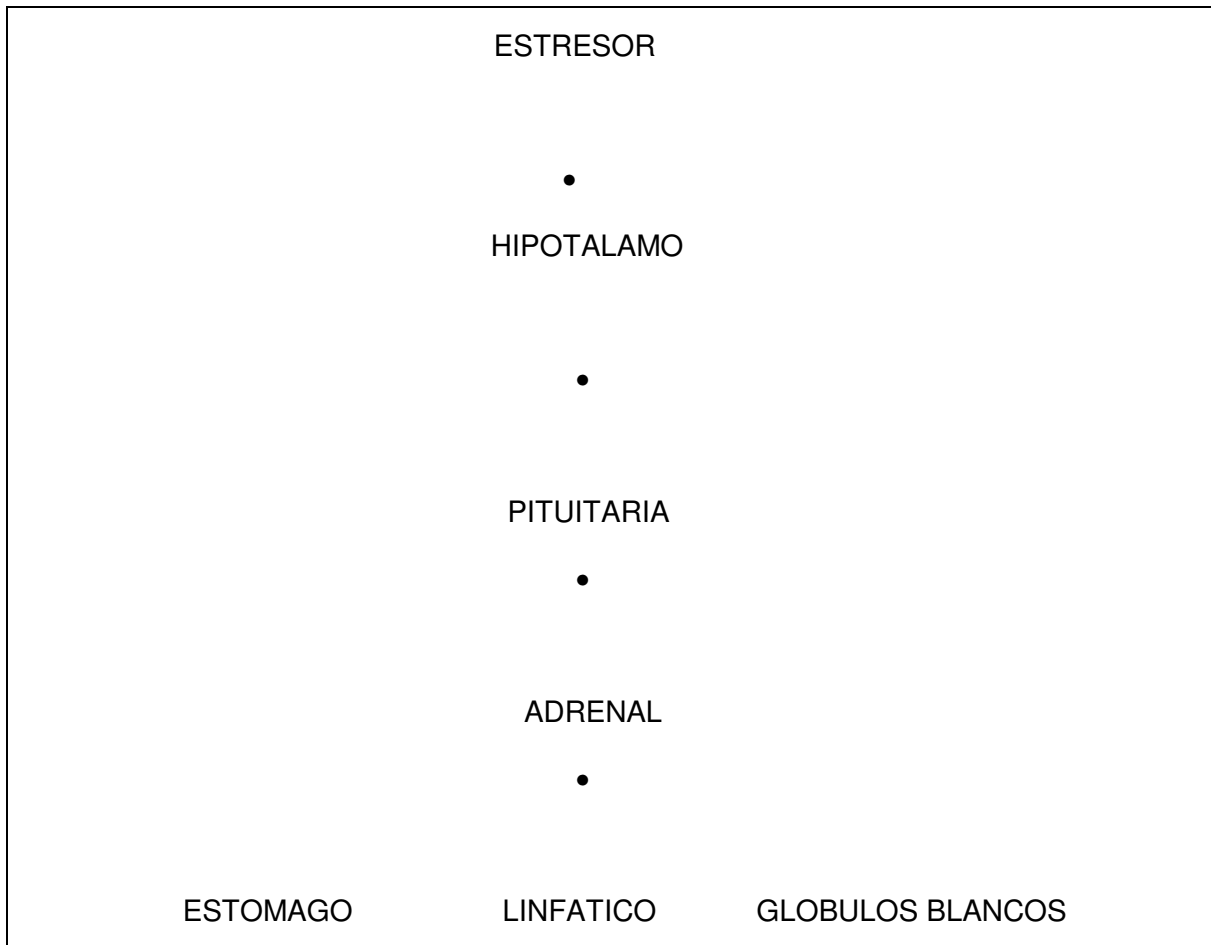 ESTRESOR
•
HIPOTALAMO
•
PITUITARIA
•
ADRENAL
•
ESTOMAGO LINFATICO GLOBULOS BLANCOS